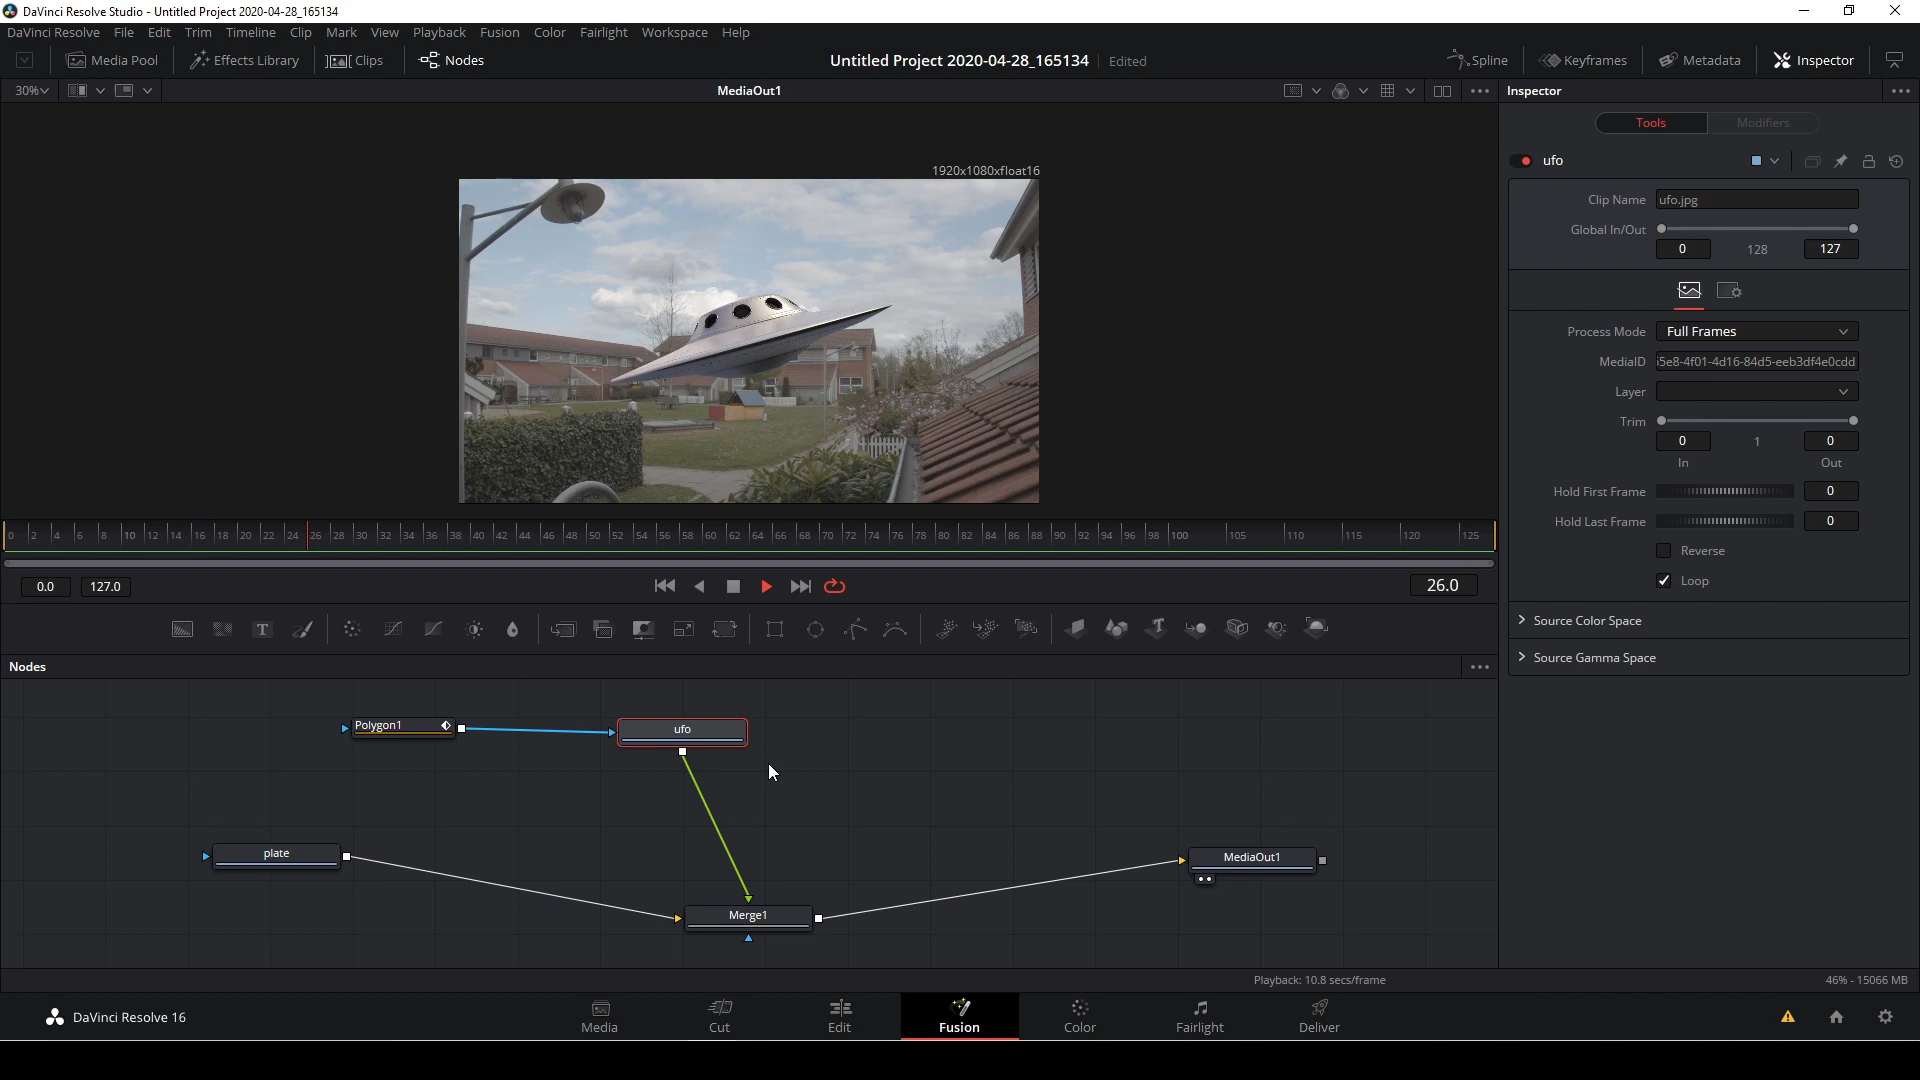 DaVinci Resolve Studio - Untitled Project 2020-04-28_165134
DaVinci Resolve File Edit Trim Timeline Clip Mark View Playback Fusion Color Fairlight Workspace Help
Media Pool Effects Library Clips Nodes Untitled Project 2020-04-28_165134 Edited Spline Keyframes Metadata Inspector
30% MediaOut1 Inspector
Tools Modifiers
ufo
1920x1080xfloat16
Clip Name ufo.jpg
Global In/Out
0 128 127
Process Mode Full Frames
MediaID 5e8-4f01-4d16-84d5-eeb3df4e0cdd
Layer
Trim
0 1 0
In Out
Hold First Frame 0
Hold Last Frame 0
Reverse
Loop
Source Color Space
Source Gamma Space
0 2 4 6 8 10 12 14 16 18 20 22 24 26 28 30 32 34 36 38 40 42 44 46 48 50 52 54 56 58 60 62 64 66 68 70 72 74 76 78 80 82 84 86 88 90 92 94 96 98 100 105 110 115 120 125
0.0 127.0 26.0
T T
Nodes
Polygon1 ufo
plate MediaOut1
Merge1
Playback: 10.8 secs/frame 46% - 15066 MB
DaVinci Resolve 16 Media Cut Edit Fusion Color Fairlight Deliver